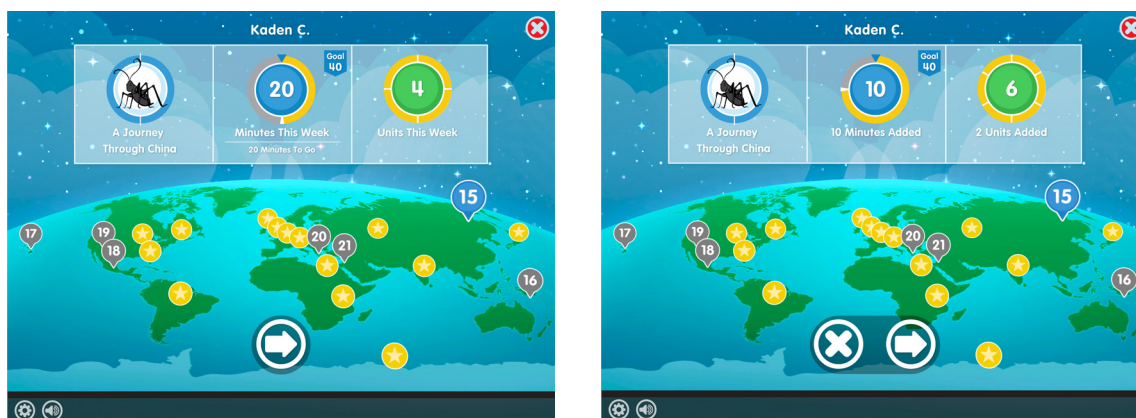 Kaden C.
Goal
40
20
4
A Journey
Through China
Minutes This Week
20 Minutes To Go
Units This Week
15
17
19
18
20
21
16
Kaden C.
Goal
40
10
6
A Journey
Through China
10 Minutes Added
2 Units Added
15
17
19
18
20
21
16